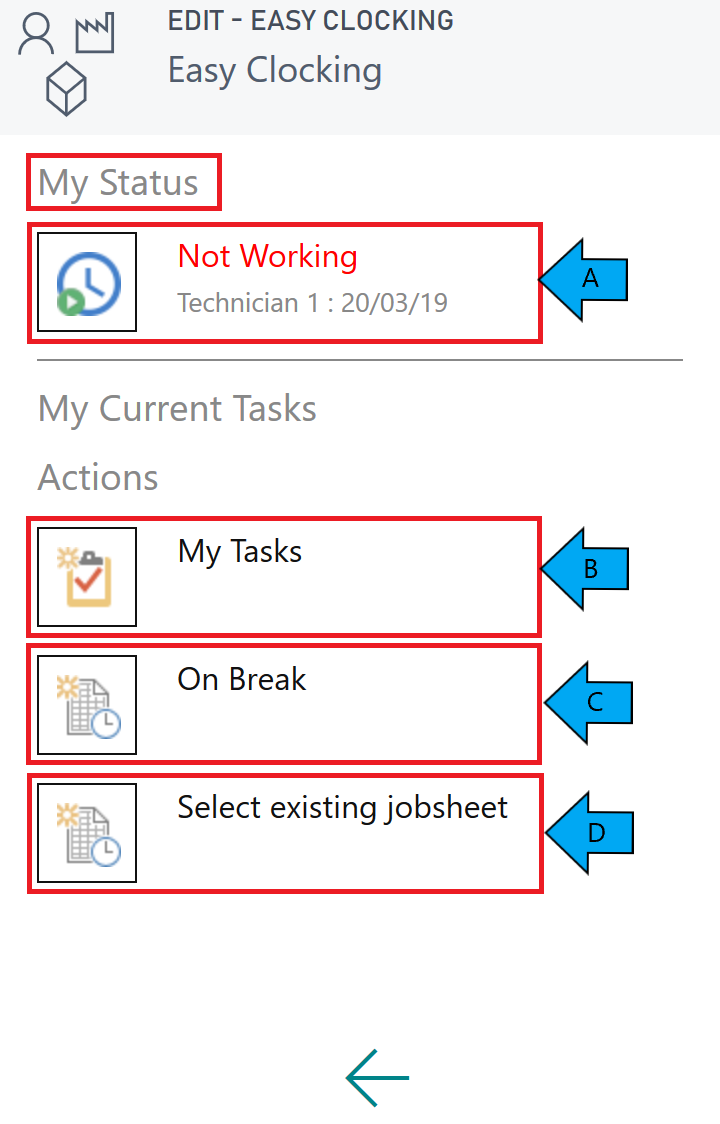 EDIT - EASY CLOCKING
Easy Clocking
My Status
Not Working
A
Technician 1 : 20/03/19
My Current Tasks
Actions
My Tasks
B
On Break
C
Select existing jobsheet
D